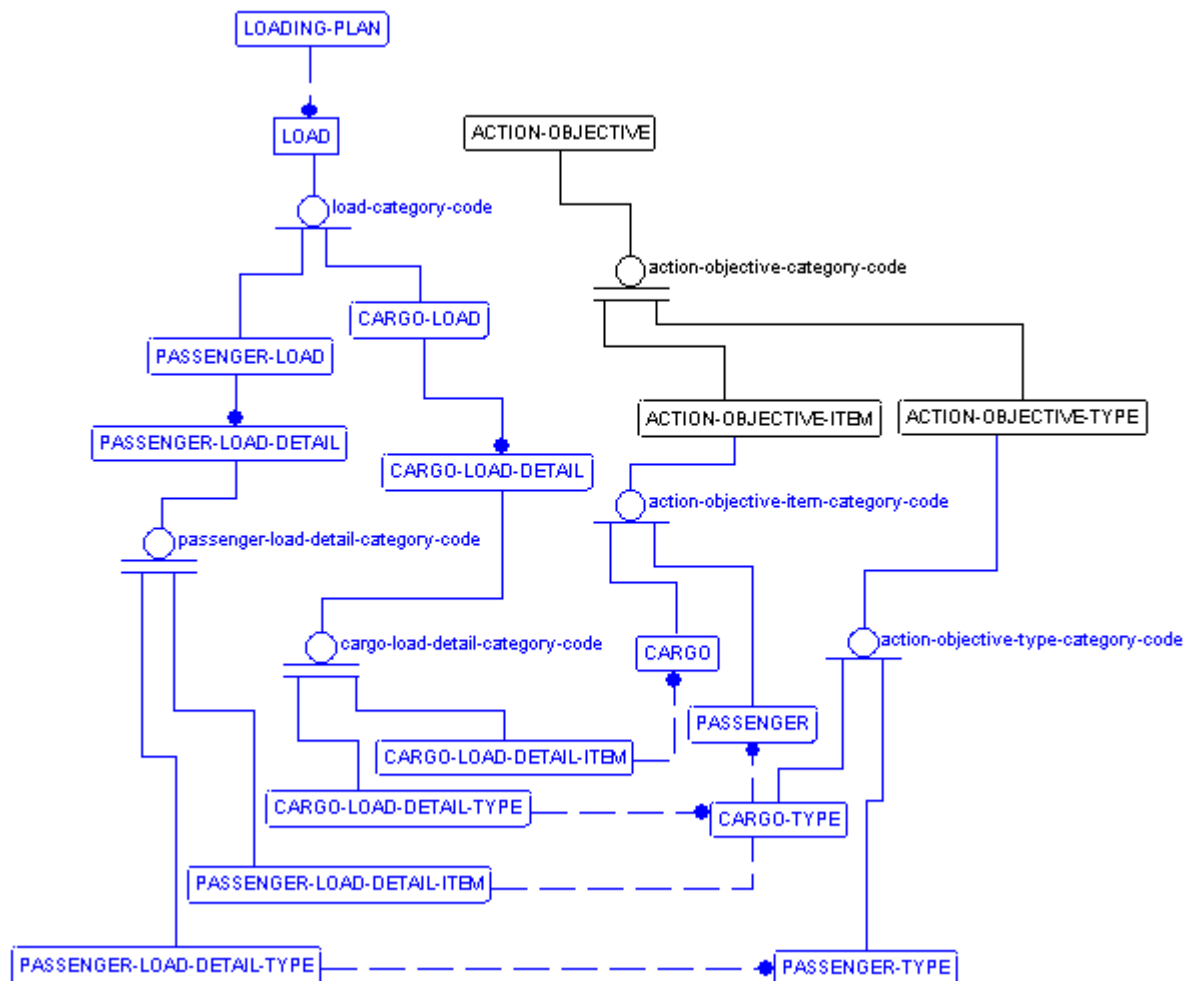 LOADING-PLAN
LOAD
ACTION-OBJECTIVE
load-category-code
action-objective-category-code
CARGO-LOAD
PASSENGER-LOAD
ACTION-OBJECTIVE-ITEM
ACTION-OBJECTIVE-TYPE
PASSENGER-LOAD-DETAIL
CARGO-LOAD-DETAIL
action-objective-item-category-code
passenger-load-detail-category-code
cargo-load-detail-category-code
CARGO
action-objective-type-category-code
PASSENGER
CARGO-LOAD-DETAIL-ITEM
CARGO-LOAD-DETAIL-TYPE
CARGO-TYPE
PASSENGER-LOAD-DETAIL-ITEM
PASSENGER-LOAD-DETAIL-TYPE
PASSENGER-TYPE